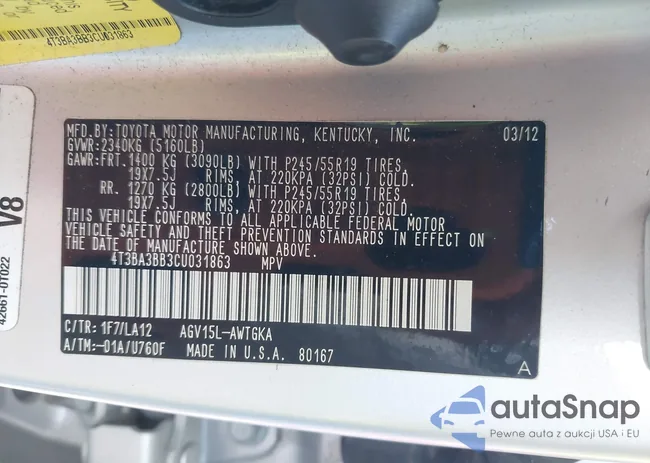 4T3BA3BB3CU031863
V8
42661-0T022
MFD.BY:TOYOTA MOTOR MANUFACTURING, KENTUCKY, INC. 03/12
GVWR:2340KG (5160LB)
GAWR:FRT. 1400 KG (3090LB) WITH P245/55R19 TIRES,
19X7.5J RIMS, AT 220KPA (32PSI) COLD.
RR. 1270 KG (2800LB) WITH P245/55R19 TIRES,
19X7.5J RIMS, AT 220KPA (32PSI) COLD.
THIS VEHICLE CONFORMS TO ALL APPLICABLE FEDERAL MOTOR
VEHICLE SAFETY AND THEFT PREVENTION STANDARDS IN EFFECT ON
THE DATE OF MANUFACTURE SHOWN ABOVE.
4T3BA3BB3CU031863 MPV
C/TR: 1F7/LA12 AGV15L-AWTGKA
A/TM:-01A/U760F MADE IN U.S.A. 80167
A
autaSnap
Pewne auta z aukcji USA i EU